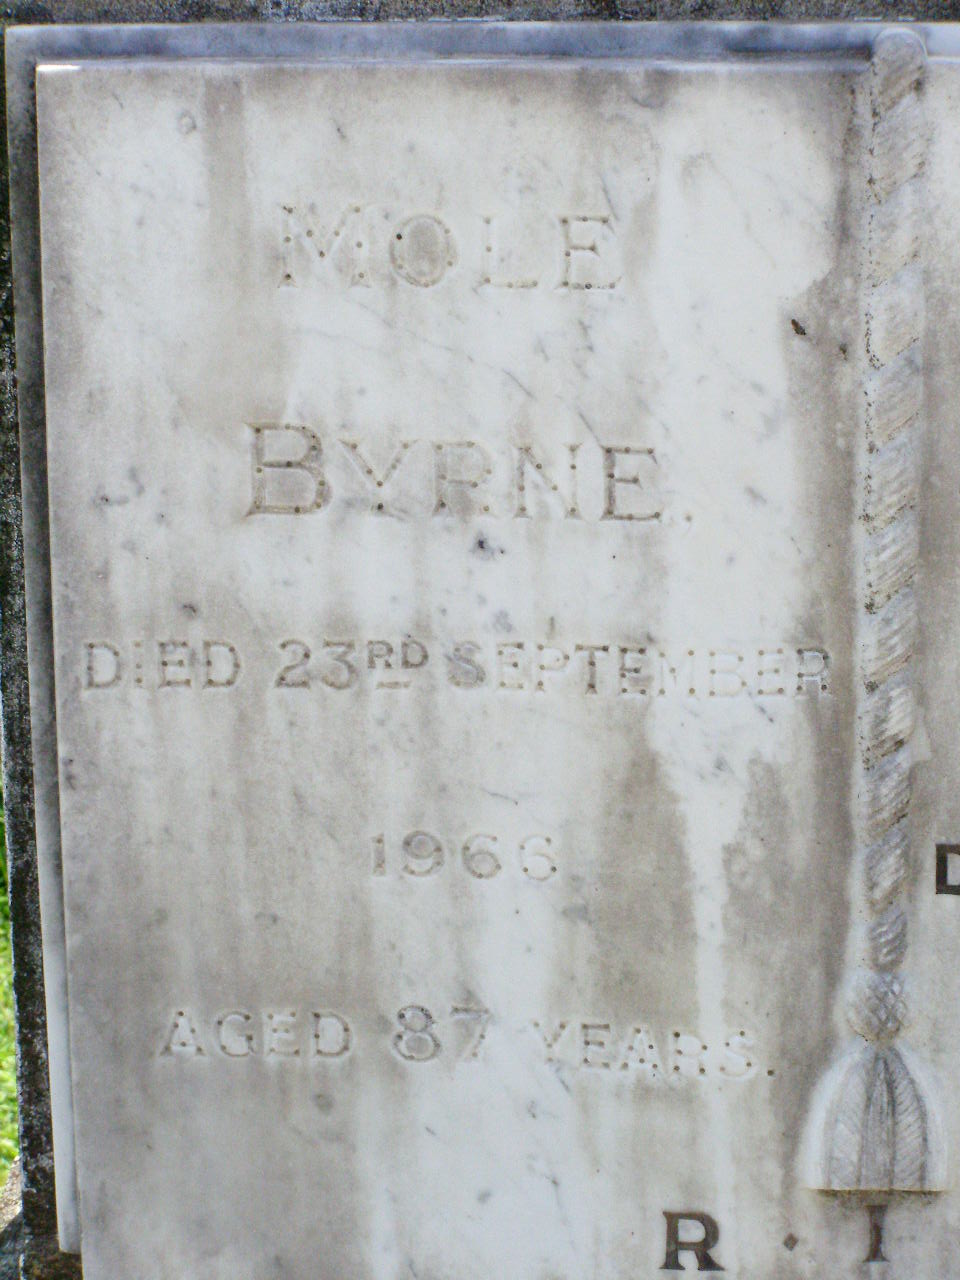 MOLE
BYRNE.
DIED 23RD SEPTEMBER
1966
AGED 87 YEARS.
D
R · I